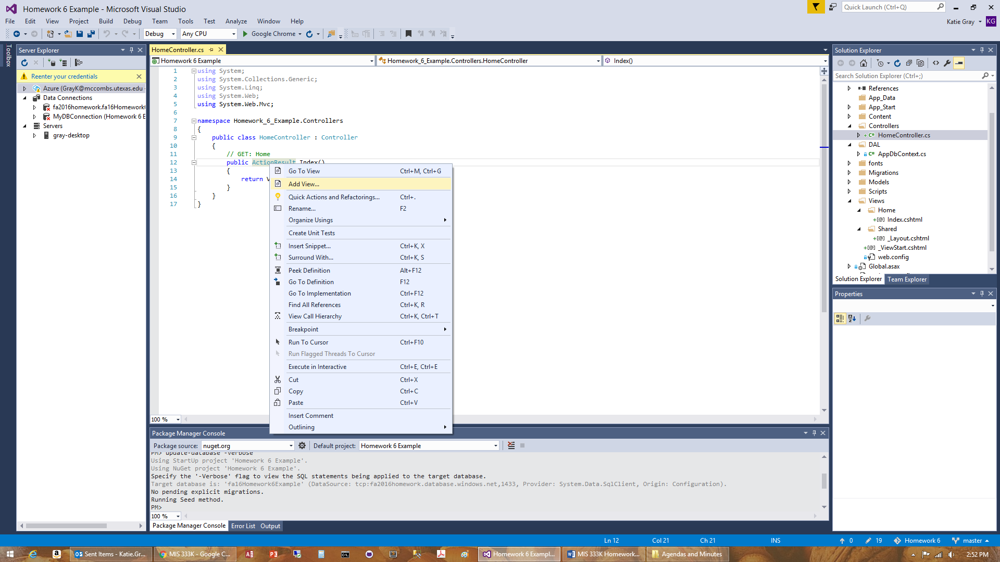 Homework 6 Example - Microsoft Visual Studio
Quick Launch (Ctrl+Q)
File Edit View Project Build Debug Team Tools Test Analyze Window Help
Katie Gray KG
Debug Any CPU Google Chrome
Toolbox
Server Explorer
Reenter your credentials
Azure (GrayK@mccombs.utexas.edu
Data Connections
fa2016homework.fa16Homework
MyDBConnection (Homework 6 E
Servers
gray-desktop
HomeController.cs
Homework 6 Example Homework_6_Example.Controllers.HomeController Index()
1 using System;
2 using System.Collections.Generic;
3 using System.Linq;
4 using System.Web;
5 using System.Web.Mvc;
6
7 namespace Homework_6_Example.Controllers
8 {
9 public class HomeController : Controller
10 {
11 // GET: Home
12 public ActionResult Index()
13 {
14 return V
15 }
16 }
17 }
Go To View Ctrl+M, Ctrl+G
Add View...
Quick Actions and Refactorings... Ctrl+.
Rename... F2
Organize Usings
Create Unit Tests
Insert Snippet... Ctrl+K, X
Surround With... Ctrl+K, S
Peek Definition Alt+F12
Go To Definition F12
Go To Implementation Ctrl+F12
Find All References Ctrl+K, R
View Call Hierarchy Ctrl+K, Ctrl+T
Breakpoint
Run To Cursor Ctrl+F10
Run Flagged Threads To Cursor
Execute in Interactive Ctrl+E, Ctrl+E
Cut Ctrl+X
Copy Ctrl+C
Paste Ctrl+V
Insert Comment
Outlining
100 %
Package Manager Console
Package source: nuget.org Default project: Homework 6 Example
PM> update-database -verbose
Using StartUp project 'Homework 6 Example'.
Using NuGet project 'Homework 6 Example'.
Specify the '-Verbose' flag to view the SQL statements being applied to the target database.
Target database is: 'fa16Homework6Example' (DataSource: tcp:fa2016homework.database.windows.net,1433, Provider: System.Data.SqlClient, Origin: Configuration).
No pending explicit migrations.
Running Seed method.
PM>
100 %
Package Manager Console Error List Output
Solution Explorer
Search Solution Explorer (Ctrl+;)
References
App_Data
App_Start
Content
Controllers
HomeController.cs
DAL
AppDbContext.cs
fonts
Migrations
Models
Scripts
Views
Home
Index.cshtml
Shared
_Layout.cshtml
_ViewStart.cshtml
web.config
Global.asax
Solution Explorer Team Explorer
Properties
Ln 12 Col 21 Ch 21 INS 0 19 Homework 6 master
Sent Items - Katie.Gr... MIS 333K - Google C... Homework 6 Exampl... MIS 333K Homework... Agendas and Minutes 2:52 PM